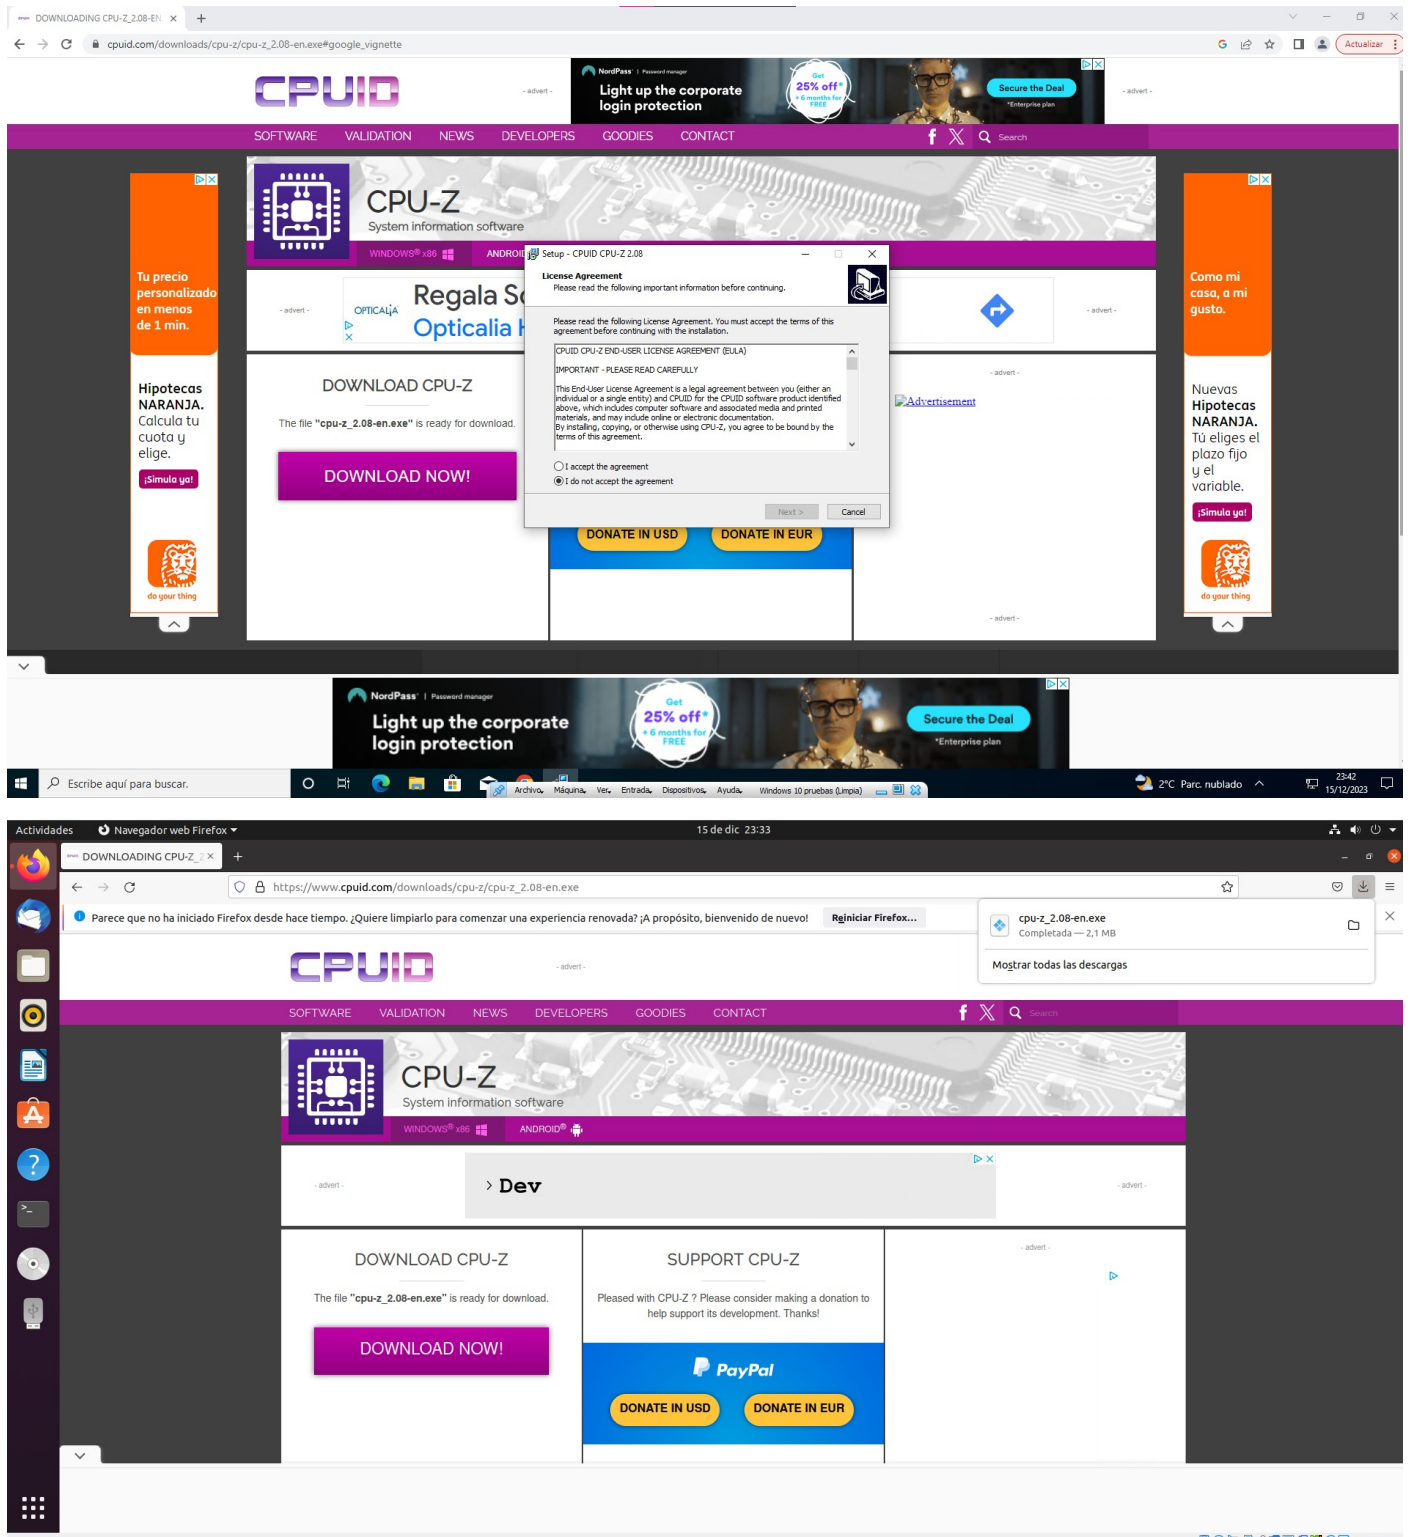 DOWNLOADING CPU-Z_2.08-EN
cpuid.com/downloads/cpu-z/cpu-z_2.08-en.exe#google_vignette
Actualizar
CPUID
- advert -
NordPass® | Password manager
Light up the corporate
login protection
Get
25% off*
+ 6 months for
FREE
Secure the Deal
*Enterprise plan
- advert -
SOFTWARE VALIDATION NEWS DEVELOPERS GOODIES CONTACT
Search
CPU-Z
System information software
WINDOWS® x86
ANDROID
Tu precio
personalizado
en menos
de 1 min.
Hipotecas
NARANJA.
Calcula tu
cuota y
elige.
¡Simula ya!
do your thing
- advert -
OPTICALiA
Regala So
Opticalia H
- advert -
DOWNLOAD CPU-Z
The file "cpu-z_2.08-en.exe" is ready for download.
DOWNLOAD NOW!
Setup - CPUID CPU-Z 2.08
License Agreement
Please read the following important information before continuing.
Please read the following License Agreement. You must accept the terms of this
agreement before continuing with the installation.
CPUID CPU-Z END-USER LICENSE AGREEMENT (EULA)
IMPORTANT - PLEASE READ CAREFULLY
This End-User License Agreement is a legal agreement between you (either an
individual or a single entity) and CPUID for the CPUID software product identified
above, which includes computer software and associated media and printed
materials, and may include online or electronic documentation.
By installing, copying, or otherwise using CPU-Z, you agree to be bound by the
terms of this agreement.
I accept the agreement
I do not accept the agreement
Next >
Cancel
DONATE IN USD
DONATE IN EUR
- advert -
Advertisement
- advert -
Como mi
casa, a mi
gusto.
Nuevas
Hipotecas
NARANJA.
Tú eliges el
plazo fijo
y el
variable.
¡Simula ya!
do your thing
NordPass® | Password manager
Light up the corporate
login protection
Get
25% off*
+ 6 months for
FREE
Secure the Deal
*Enterprise plan
Escribe aquí para buscar.
Archivo Máquina Ver Entrada Dispositivos Ayuda Windows 10 pruebas (Limpia)
2°C Parc. nublado
23:42
15/12/2023
Actividades
Navegador web Firefox
15 de dic 23:33
DOWNLOADING CPU-Z_2
https://www.cpuid.com/downloads/cpu-z/cpu-z_2.08-en.exe
Parece que no ha iniciado Firefox desde hace tiempo. ¿Quiere limpiarlo para comenzar una experiencia renovada? ¡A propósito, bienvenido de nuevo!
Reiniciar Firefox...
cpu-z_2.08-en.exe
Completada — 2,1 MB
Mostrar todas las descargas
CPUID
- advert -
SOFTWARE VALIDATION NEWS DEVELOPERS GOODIES CONTACT
Search
CPU-Z
System information software
WINDOWS® x86
ANDROID®
- advert -
> Dev
- advert -
DOWNLOAD CPU-Z
The file "cpu-z_2.08-en.exe" is ready for download.
DOWNLOAD NOW!
SUPPORT CPU-Z
Pleased with CPU-Z ? Please consider making a donation to
help support its development. Thanks!
PayPal
DONATE IN USD
DONATE IN EUR
- advert -